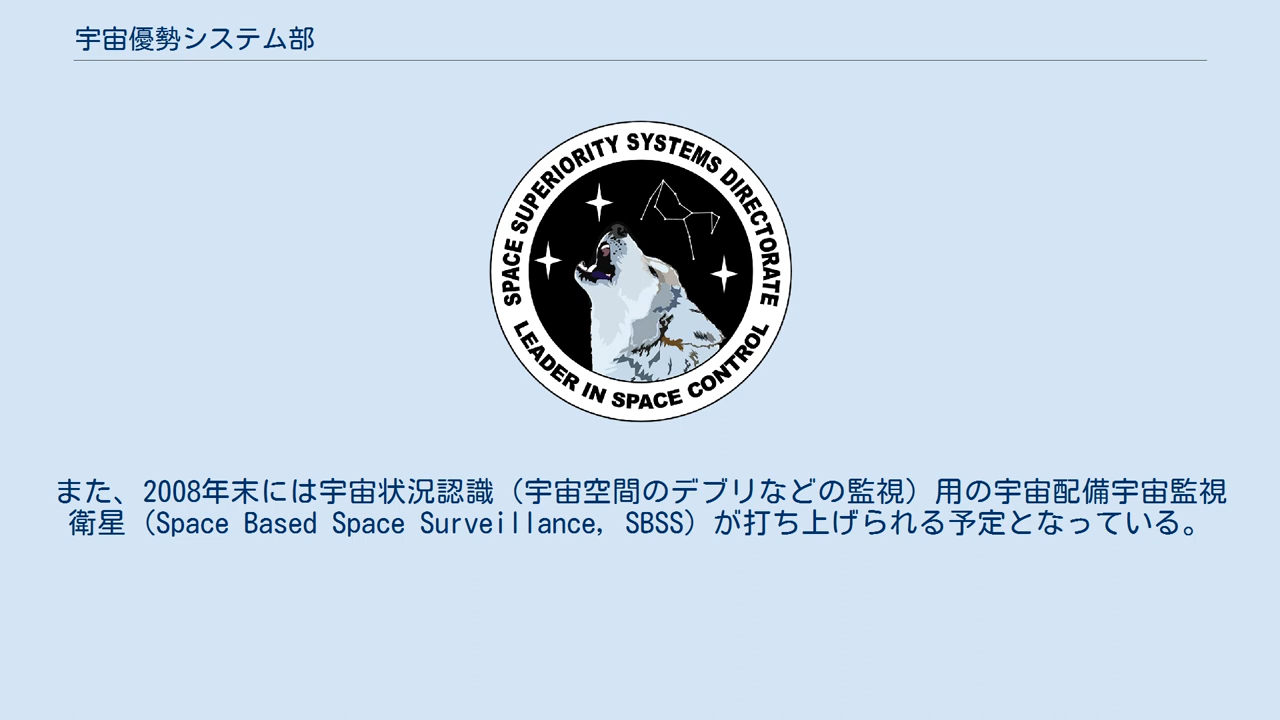 宇宙優勢システム部
SPACE SUPERIORITY SYSTEMS DIRECTORATE
LEADER IN SPACE CONTROL
また、2008年末には宇宙状況認識（宇宙空間のデブリなどの監視）用の宇宙配備宇宙監視
衛星（Space Based Space Surveillance, SBSS）が打ち上げられる予定となっている。